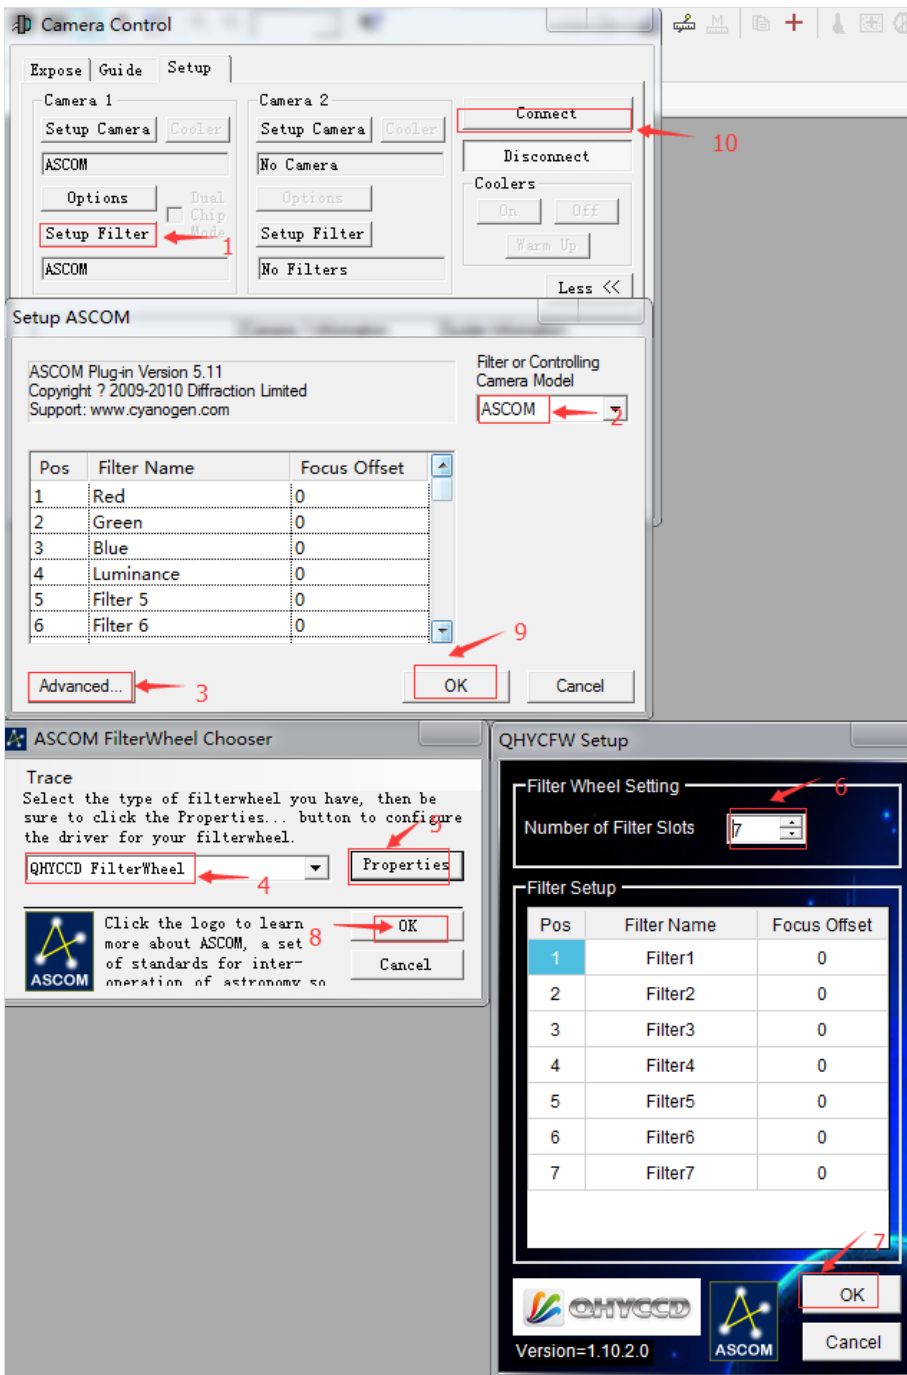 Camera Control
Expose Guide Setup
Camera 1
Setup Camera Cooler
ASCOM
Options
Dual
Chip
Mode
Setup Filter
1
ASCOM
Camera 2
Setup Camera Cooler
No Camera
Options
Setup Filter
No Filters
Connect
10
Disconnect
Coolers
On Off
Warm Up
Less <<
Setup ASCOM
ASCOM Plug-in Version 5.11
Copyright ? 2009-2010 Diffraction Limited
Support: www.cyanogen.com
Filter or Controlling
Camera Model
ASCOM
2
Pos Filter Name Focus Offset
1 Red 0
2 Green 0
3 Blue 0
4 Luminance 0
5 Filter 5 0
6 Filter 6 0
9
Advanced... 3 OK Cancel
ASCOM FilterWheel Chooser
Trace
Select the type of filterwheel you have, then be
sure to click the Properties... button to configure
the driver for your filterwheel.
5
QHYCCD FilterWheel
4
Properties
ASCOM
Click the logo to learn
more about ASCOM, a set
of standards for inter-
operation of astronomy so
8
OK
Cancel
QHYCFW Setup
Filter Wheel Setting
6
Number of Filter Slots 7
Filter Setup
Pos Filter Name Focus Offset
1 Filter1 0
2 Filter2 0
3 Filter3 0
4 Filter4 0
5 Filter5 0
6 Filter6 0
7 Filter7 0
7
QHYCCD
Version=1.10.2.0
ASCOM
OK
Cancel